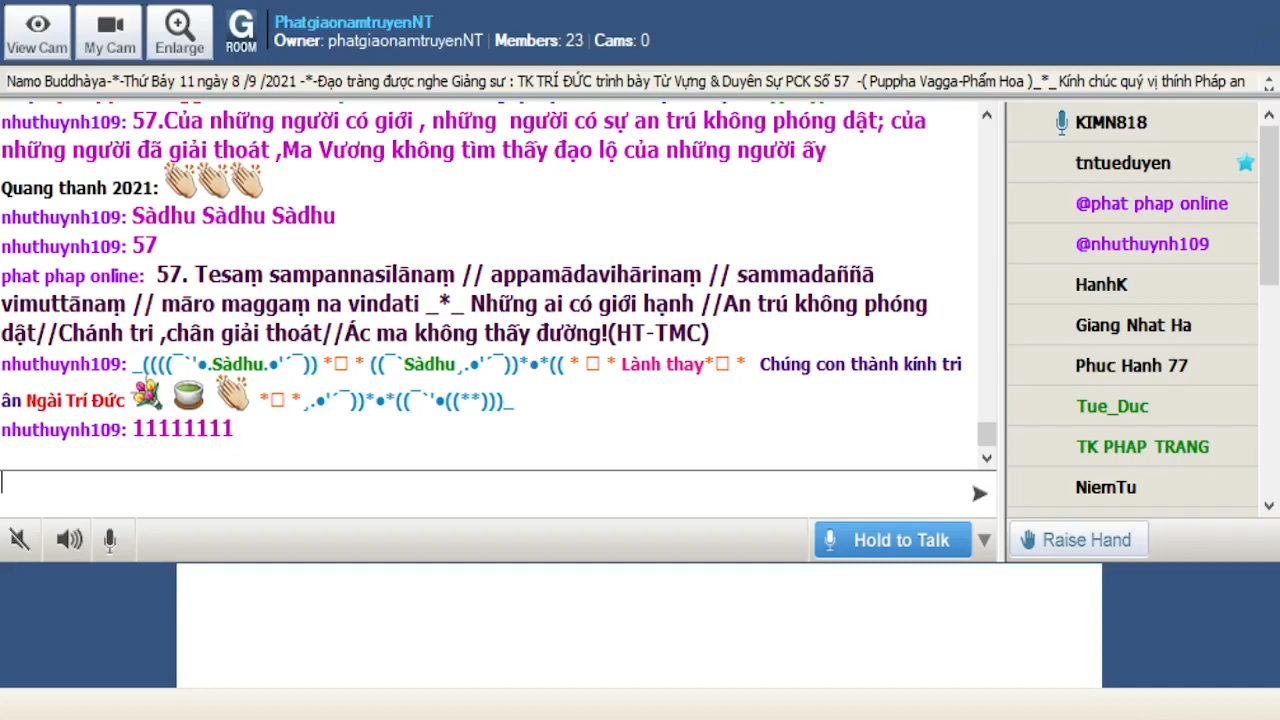 View Cam
My Cam
Enlarge
G
ROOM
PhatgiaonamtruyenNT
Owner: phatgiaonamtruyenNT | Members: 23 | Cams: 0
Namo Buddhàya-*-Thứ Bảy 11 ngày 8 /9 /2021 -*-Đạo tràng được nghe Giảng sư : TK TRÍ ĐỨC trình bày Từ Vựng & Duyên Sự PCK Số 57 -( Puppha Vagga-Phẩm Hoa )_*_Kính chúc quý vị thính Pháp an
nhuthuynh109: 57.Của những người có giới , những người có sự an trú không phóng dật; của
những người đã giải thoát ,Ma Vương không tìm thấy đạo lộ của những người ấy
Quang thanh 2021: 👏👏👏
nhuthuynh109: Sàdhu Sàdhu Sàdhu
nhuthuynh109: 57
phat phap online: 57. Tesaṃ sampannasilānaṃ // appamādavihārinaṃ // sammadaññā
vimuttānaṃ // māro maggaṃ na vindati _*_ Những ai có giới hạnh //An trú không phóng
dật//Chánh tri ,chân giải thoát//Ác ma không thấy đường!(HT-TMC)
nhuthuynh109: _((((¯`'●.Sàdhu.●'´¯)) *□ * ((¯`Sàdhu¸.●'´¯))*●*(( * □ * Lành thay*□ * Chúng con thành kính tri
ân Ngài Trí Đức 💐 🍵 👏 *□ *¸.●'´¯))*●*((¯`'●((**)))_
nhuthuynh109: 11111111
Hold to Talk
KIMN818
tntueduyen
@phat phap online
@nhuthuynh109
HanhK
Giang Nhat Ha
Phuc Hanh 77
Tue_Duc
TK PHAP TRANG
NiemTu
Raise Hand